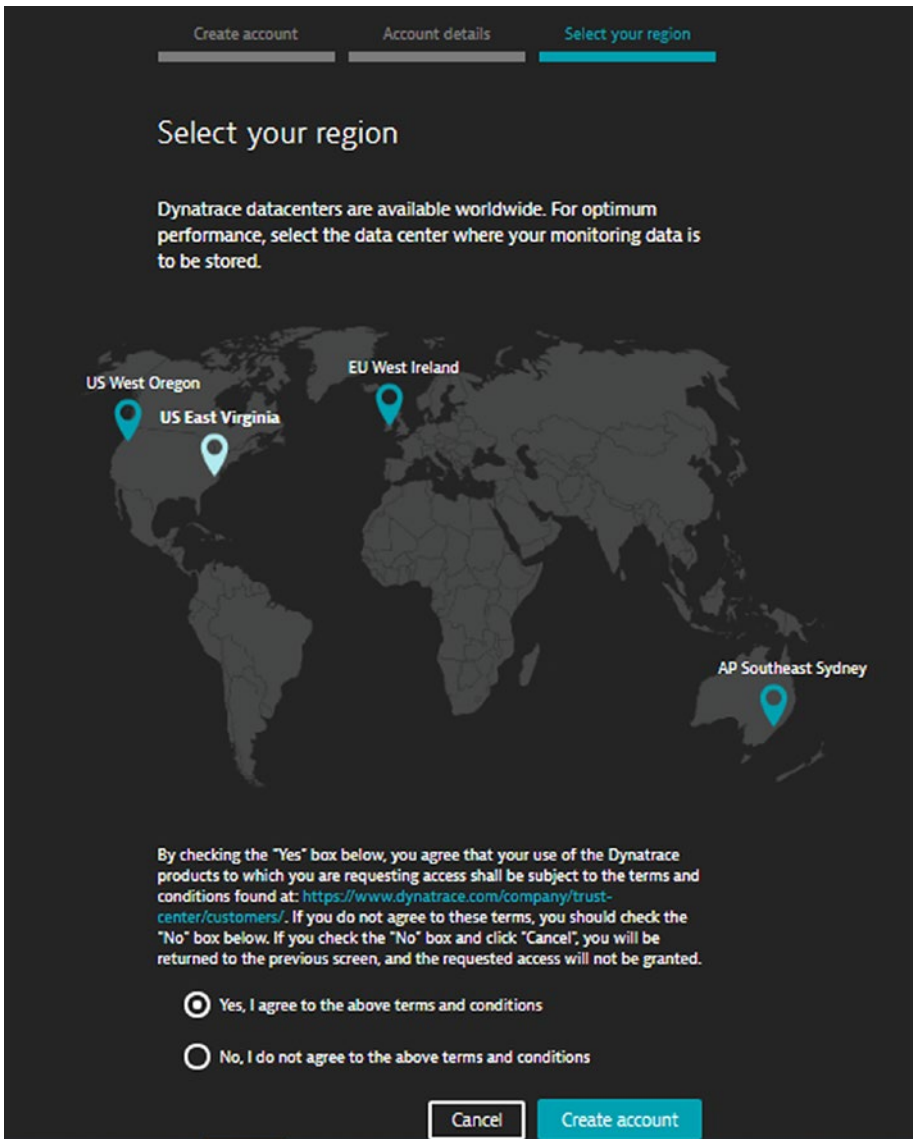 Create account
Account details
Select your region
Select your region
Dynatrace datacenters are available worldwide. For optimum
performance, select the data center where your monitoring data is
to be stored.
EU West Ireland
US West Oregon
US East Virginia
AP Southeast Sydney
By checking the "Yes" box below, you agree that your use of the Dynatrace
products to which you are requesting access shall be subject to the terms and
conditions found at: https://www.dynatrace.com/company/trust-
center/customers/. If you do not agree to these terms, you should check the
"No" box below. If you check the "No" box and click "Cancel", you will be
returned to the previous screen, and the requested access will not be granted.
Yes, I agree to the above terms and conditions
No, I do not agree to the above terms and conditions
Cancel
Create account